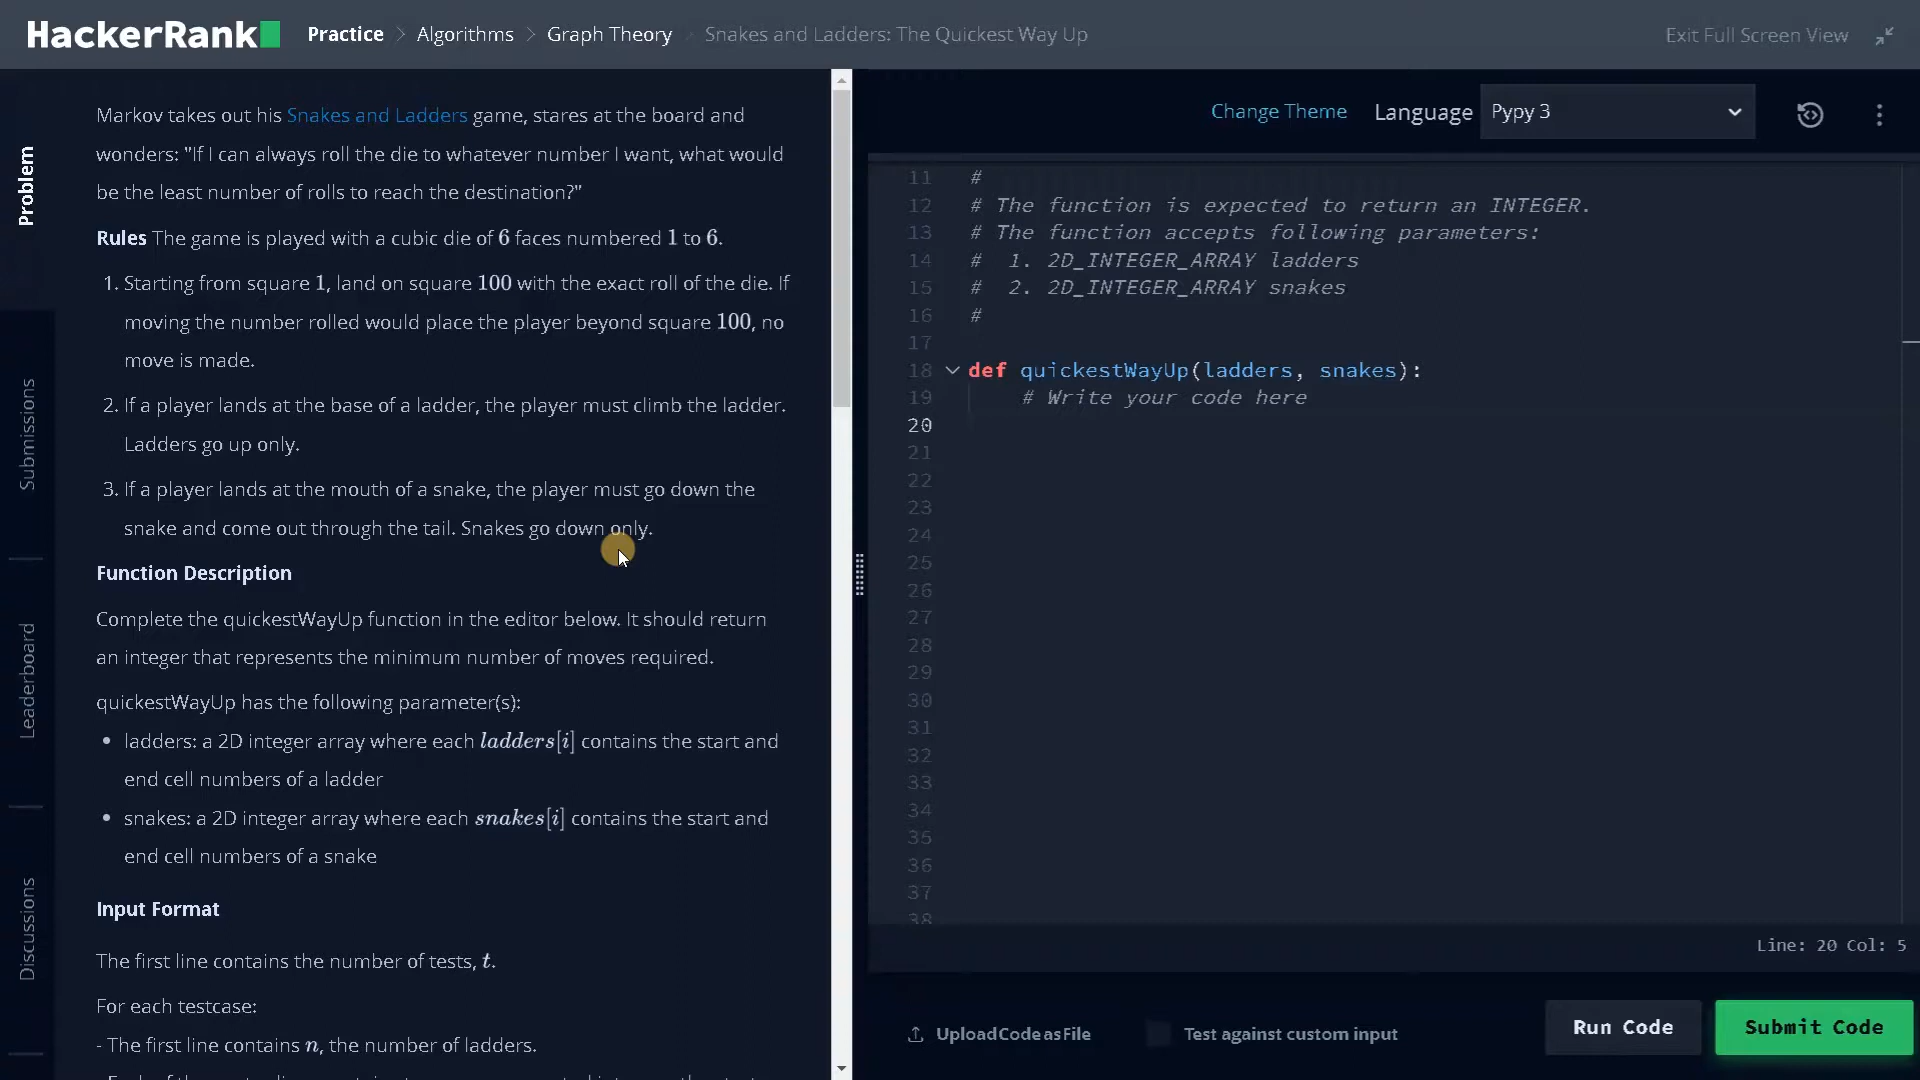 HackerRank Practice > Algorithms > Graph Theory > Snakes and Ladders: The Quickest Way Up Exit Full Screen View
Problem
Submissions
Leaderboard
Discussions
Markov takes out his Snakes and Ladders game, stares at the board and
wonders: "If I can always roll the die to whatever number I want, what would
be the least number of rolls to reach the destination?"
Rules The game is played with a cubic die of 6 faces numbered 1 to 6.
1. Starting from square 1, land on square 100 with the exact roll of the die. If
moving the number rolled would place the player beyond square 100, no
move is made.
2. If a player lands at the base of a ladder, the player must climb the ladder.
Ladders go up only.
3. If a player lands at the mouth of a snake, the player must go down the
snake and come out through the tail. Snakes go down only.
Function Description
Complete the quickestWayUp function in the editor below. It should return
an integer that represents the minimum number of moves required.
quickestWayUp has the following parameter(s):
• ladders: a 2D integer array where each ladders[i] contains the start and
end cell numbers of a ladder
• snakes: a 2D integer array where each snakes[i] contains the start and
end cell numbers of a snake
Input Format
The first line contains the number of tests, t.
For each testcase:
- The first line contains n, the number of ladders.
Change Theme Language Pypy 3
11 #
12 # The function is expected to return an INTEGER.
13 # The function accepts following parameters:
14 #  1. 2D_INTEGER_ARRAY ladders
15 #  2. 2D_INTEGER_ARRAY snakes
16 #
17
18 def quickestWayUp(ladders, snakes):
19     # Write your code here
20
21
22
23
24
25
26
27
28
29
30
31
32
33
34
35
36
37
38
Line: 20 Col: 5
Upload Code as File Test against custom input Run Code Submit Code